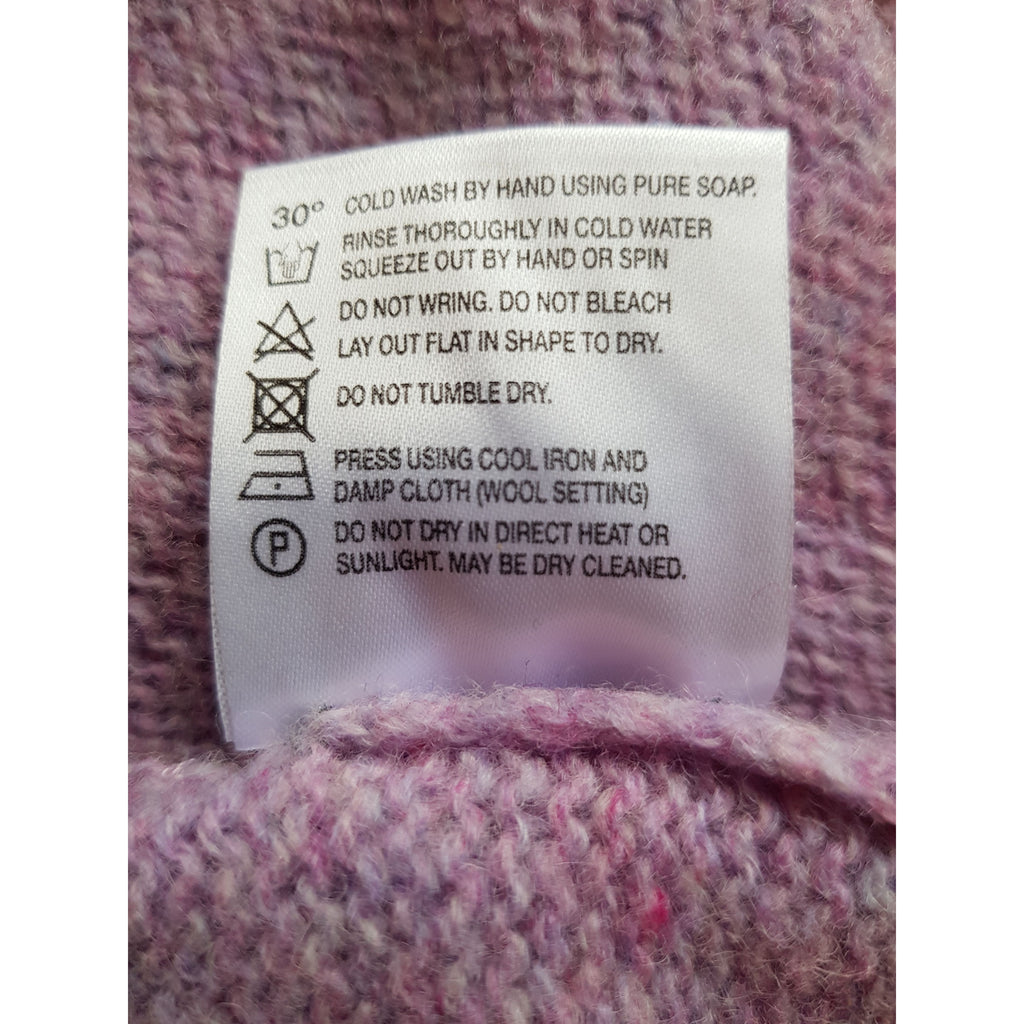 30° COLD WASH BY HAND USING PURE SOAP.
RINSE THOROUGHLY IN COLD WATER
SQUEEZE OUT BY HAND OR SPIN
DO NOT WRING. DO NOT BLEACH
LAY OUT FLAT IN SHAPE TO DRY.
DO NOT TUMBLE DRY.
PRESS USING COOL IRON AND
DAMP CLOTH (WOOL SETTING)
P DO NOT DRY IN DIRECT HEAT OR
SUNLIGHT. MAY BE DRY CLEANED.